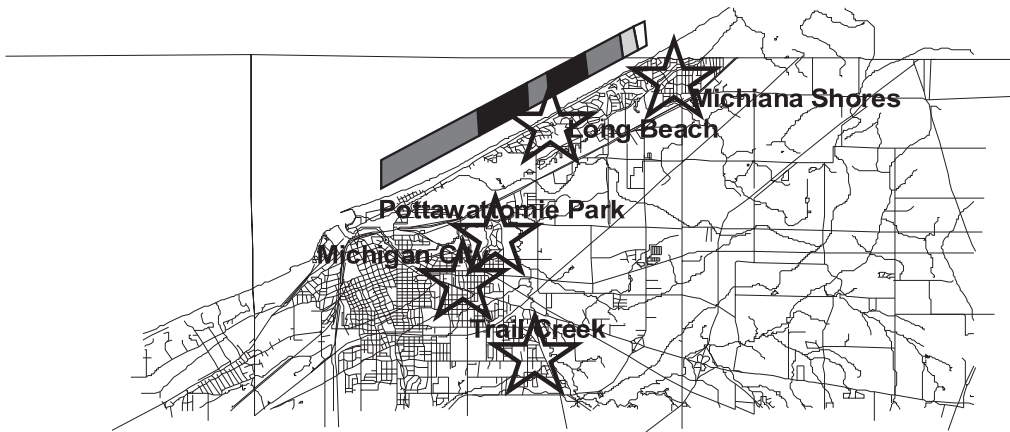 Michiana Shores
Long Beach
Pottawattomie Park
Michigan City
Trail Creek